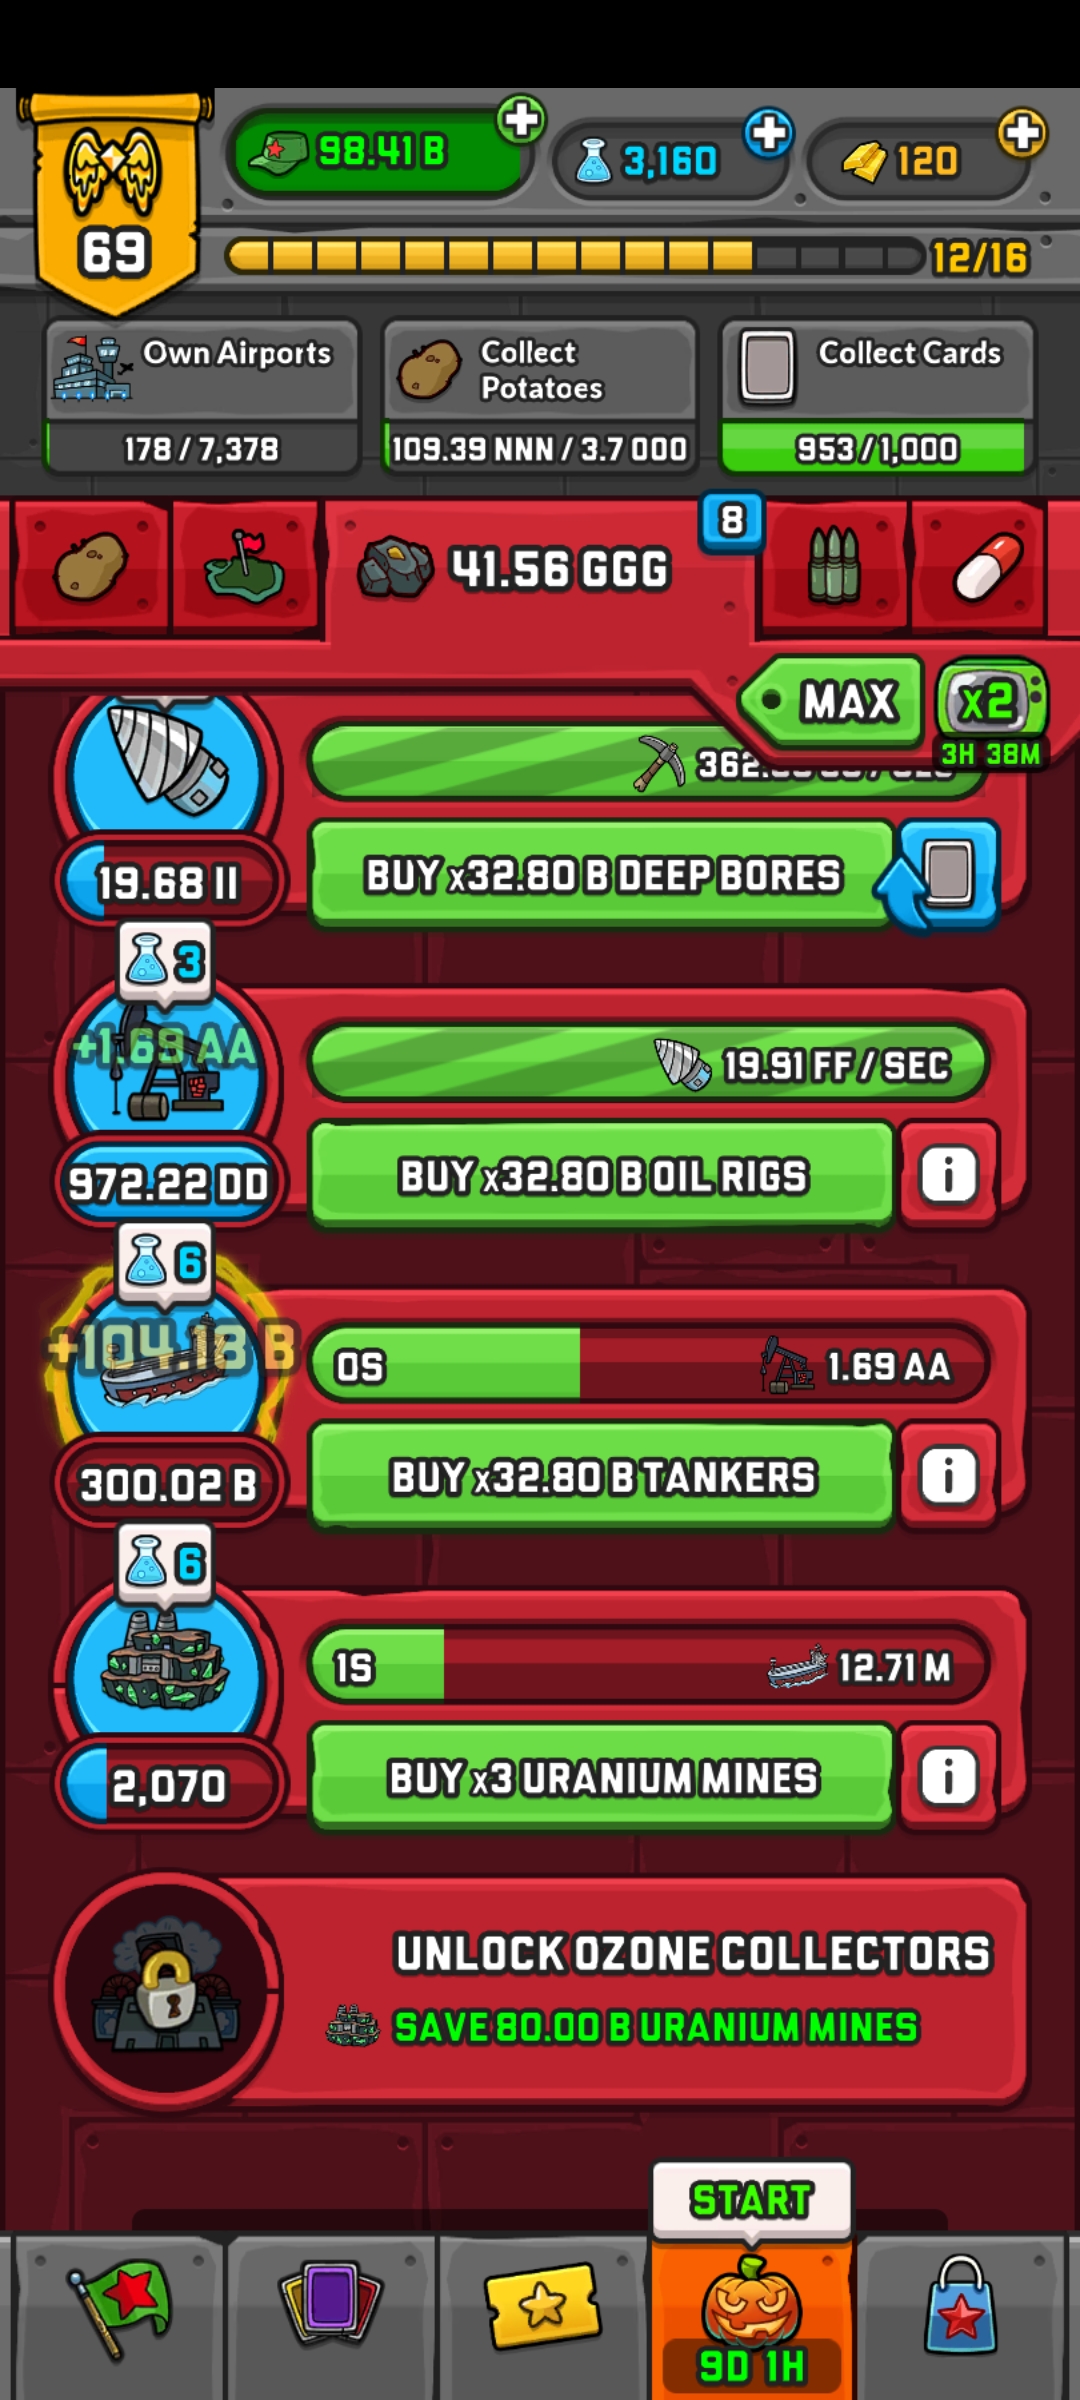 98.41 B
3,160
120
69
12/16
Own Airports
178 / 7,378
Collect
Potatoes
109.39 NNN / 3.7 OOO
Collect Cards
953 / 1,000
41.56 GGG
8
MAX
x2
3H 38M
19.68 II
BUY x32.80 B DEEP BORES
3
+1.69 AA
19.91 FF / SEC
972.22 DD
BUY x32.80 B OIL RIGS
6
+104.18 B
0S
1.69 AA
300.02 B
BUY x32.80 B TANKERS
6
1S
12.71 M
2,070
BUY x3 URANIUM MINES
UNLOCK OZONE COLLECTORS
SAVE 80.00 B URANIUM MINES
START
9D 1H